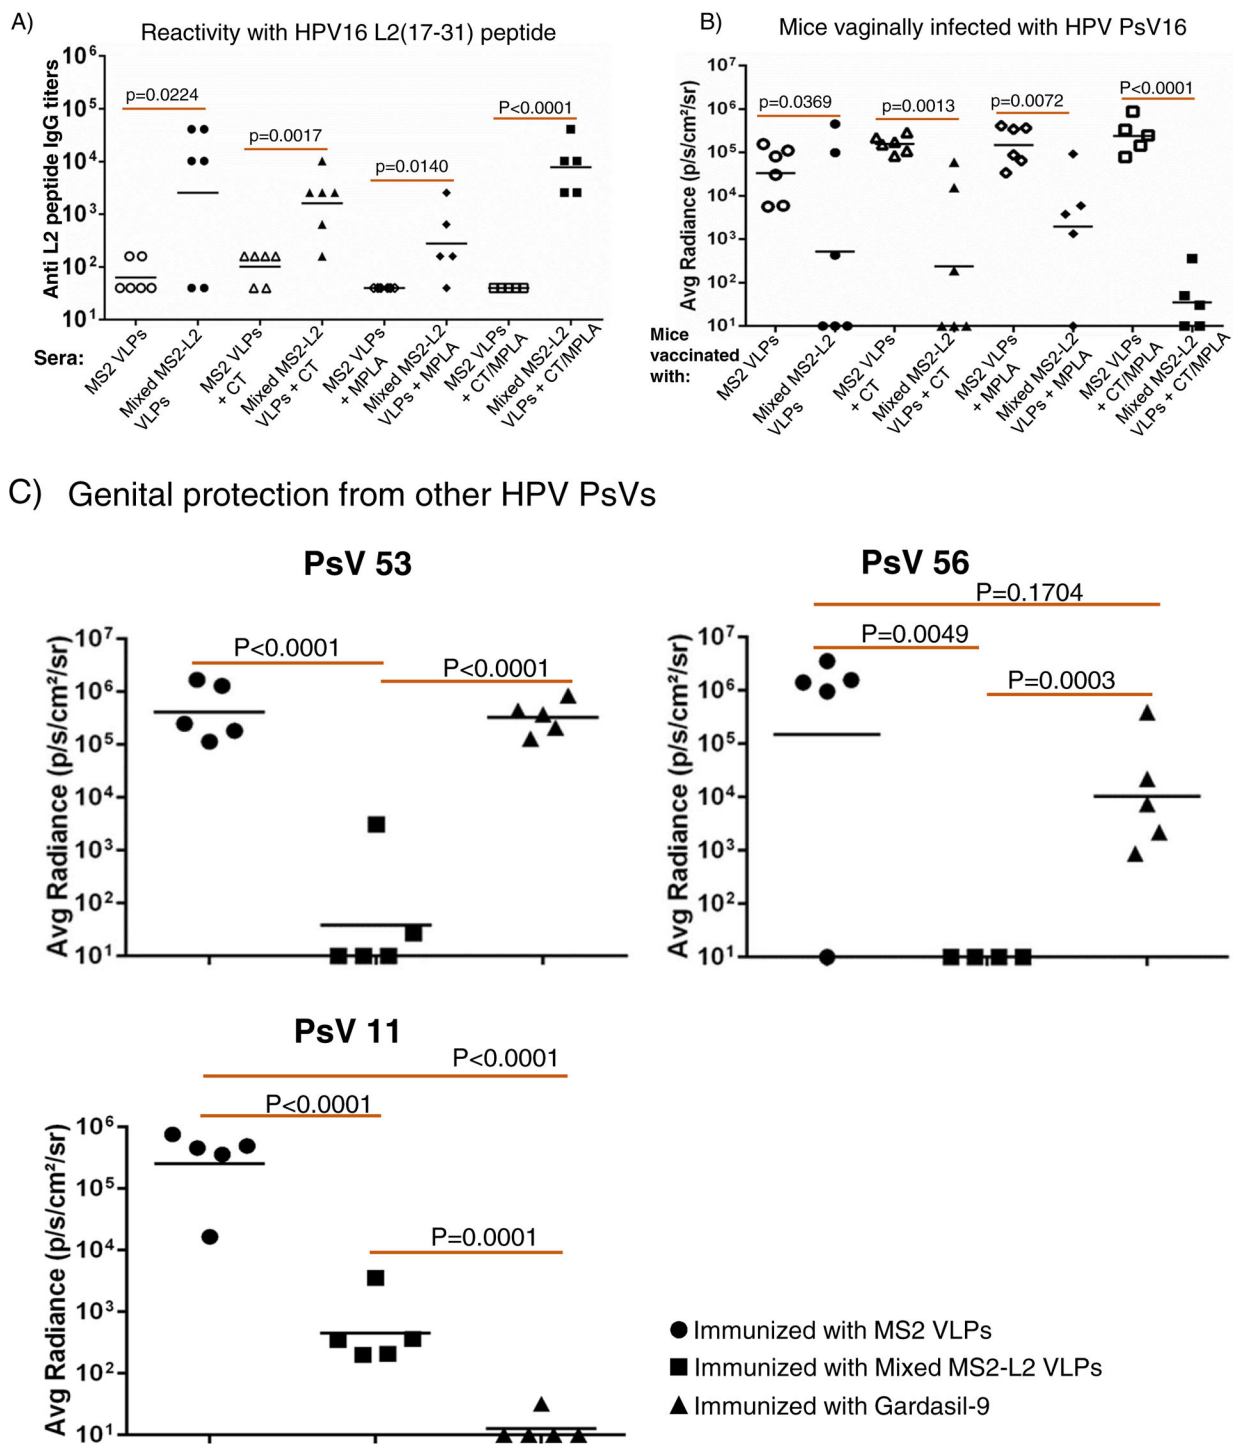 A)
Reactivity with HPV16 L2(17-31) peptide
Anti L2 peptide IgG titers
10⁶
10⁵
10⁴
10³
10²
10¹
p=0.0224
p=0.0017
p=0.0140
P<0.0001
Sera:
MS2 VLPs
Mixed MS2-L2
VLPs
MS2 VLPs
+ CT
Mixed MS2-L2
VLPs + CT
MS2 VLPs
+ MPLA
Mixed MS2-L2
VLPs + MPLA
MS2 VLPs
+ CT/MPLA
Mixed MS2-L2
VLPs + CT/MPLA
B)
Mice vaginally infected with HPV PsV16
Avg Radiance (p/s/cm²/sr)
10⁷
10⁶
10⁵
10⁴
10³
10²
10¹
p=0.0369
p=0.0013
p=0.0072
P<0.0001
Mice
vaccinated
with:
MS2 VLPs
Mixed MS2-L2
VLPs
MS2 VLPs
+ CT
Mixed MS2-L2
VLPs + CT
MS2 VLPs
+ MPLA
Mixed MS2-L2
VLPs + MPLA
MS2 VLPs
+ CT/MPLA
Mixed MS2-L2
VLPs + CT/MPLA
C) Genital protection from other HPV PsVs
PsV 53
Avg Radiance (p/s/cm²/sr)
10⁷
10⁶
10⁵
10⁴
10³
10²
10¹
P<0.0001
P<0.0001
PsV 56
Avg Radiance (p/s/cm²/sr)
10⁷
10⁶
10⁵
10⁴
10³
10²
10¹
P=0.1704
P=0.0049
P=0.0003
PsV 11
Avg Radiance (p/s/cm²/sr)
10⁶
10⁵
10⁴
10³
10²
10¹
P<0.0001
P<0.0001
P=0.0001
Immunized with MS2 VLPs
Immunized with Mixed MS2-L2 VLPs
Immunized with Gardasil-9